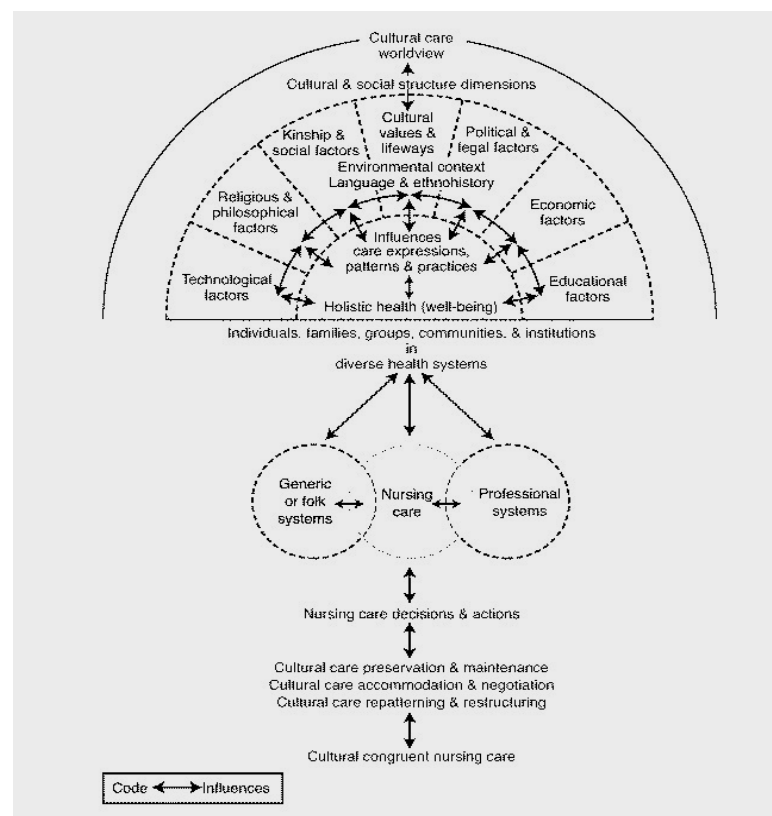 Cultural care
worldview
Cultural & social structure dimensions
Cultural
values &
lifeways
Kinship &
social factors
Political &
legal factors
Environmental context
Language & ethnohistory
Religious &
philosophical
factors
Economic
factors
Influences
care expressions,
patterns & practices
Technological
factors
Educational
factors
Holistic health (well-being)
Individuals, families, groups, communities, & institutions
in
diverse health systems
Generic
or folk
systems
Nursing
care
Professional
systems
Nursing care decisions & actions
Cultural care preservation & maintenance
Cultural care accommodation & negotiation
Cultural care repatterning & restructuring
Cultural congruent nursing care
Code Influences